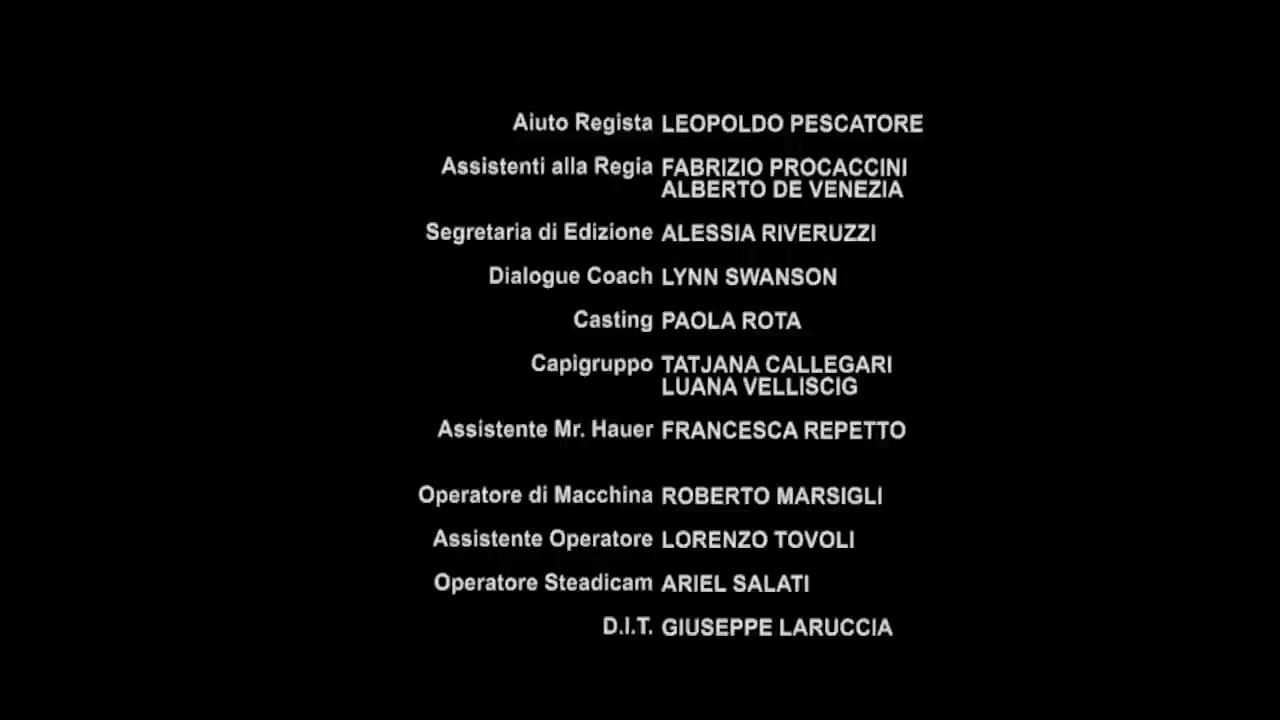 Aiuto Regista LEOPOLDO PESCATORE
Assistenti alla Regia FABRIZIO PROCACCINI
ALBERTO DE VENEZIA
Segretaria di Edizione ALESSIA RIVERUZZI
Dialogue Coach LYNN SWANSON
Casting PAOLA ROTA
Capigruppo TATJANA CALLEGARI
LUANA VELLISCIG
Assistente Mr. Hauer FRANCESCA REPETTO
Operatore di Macchina ROBERTO MARSIGLI
Assistente Operatore LORENZO TOVOLI
Operatore Steadicam ARIEL SALATI
D.I.T. GIUSEPPE LARUCCIA